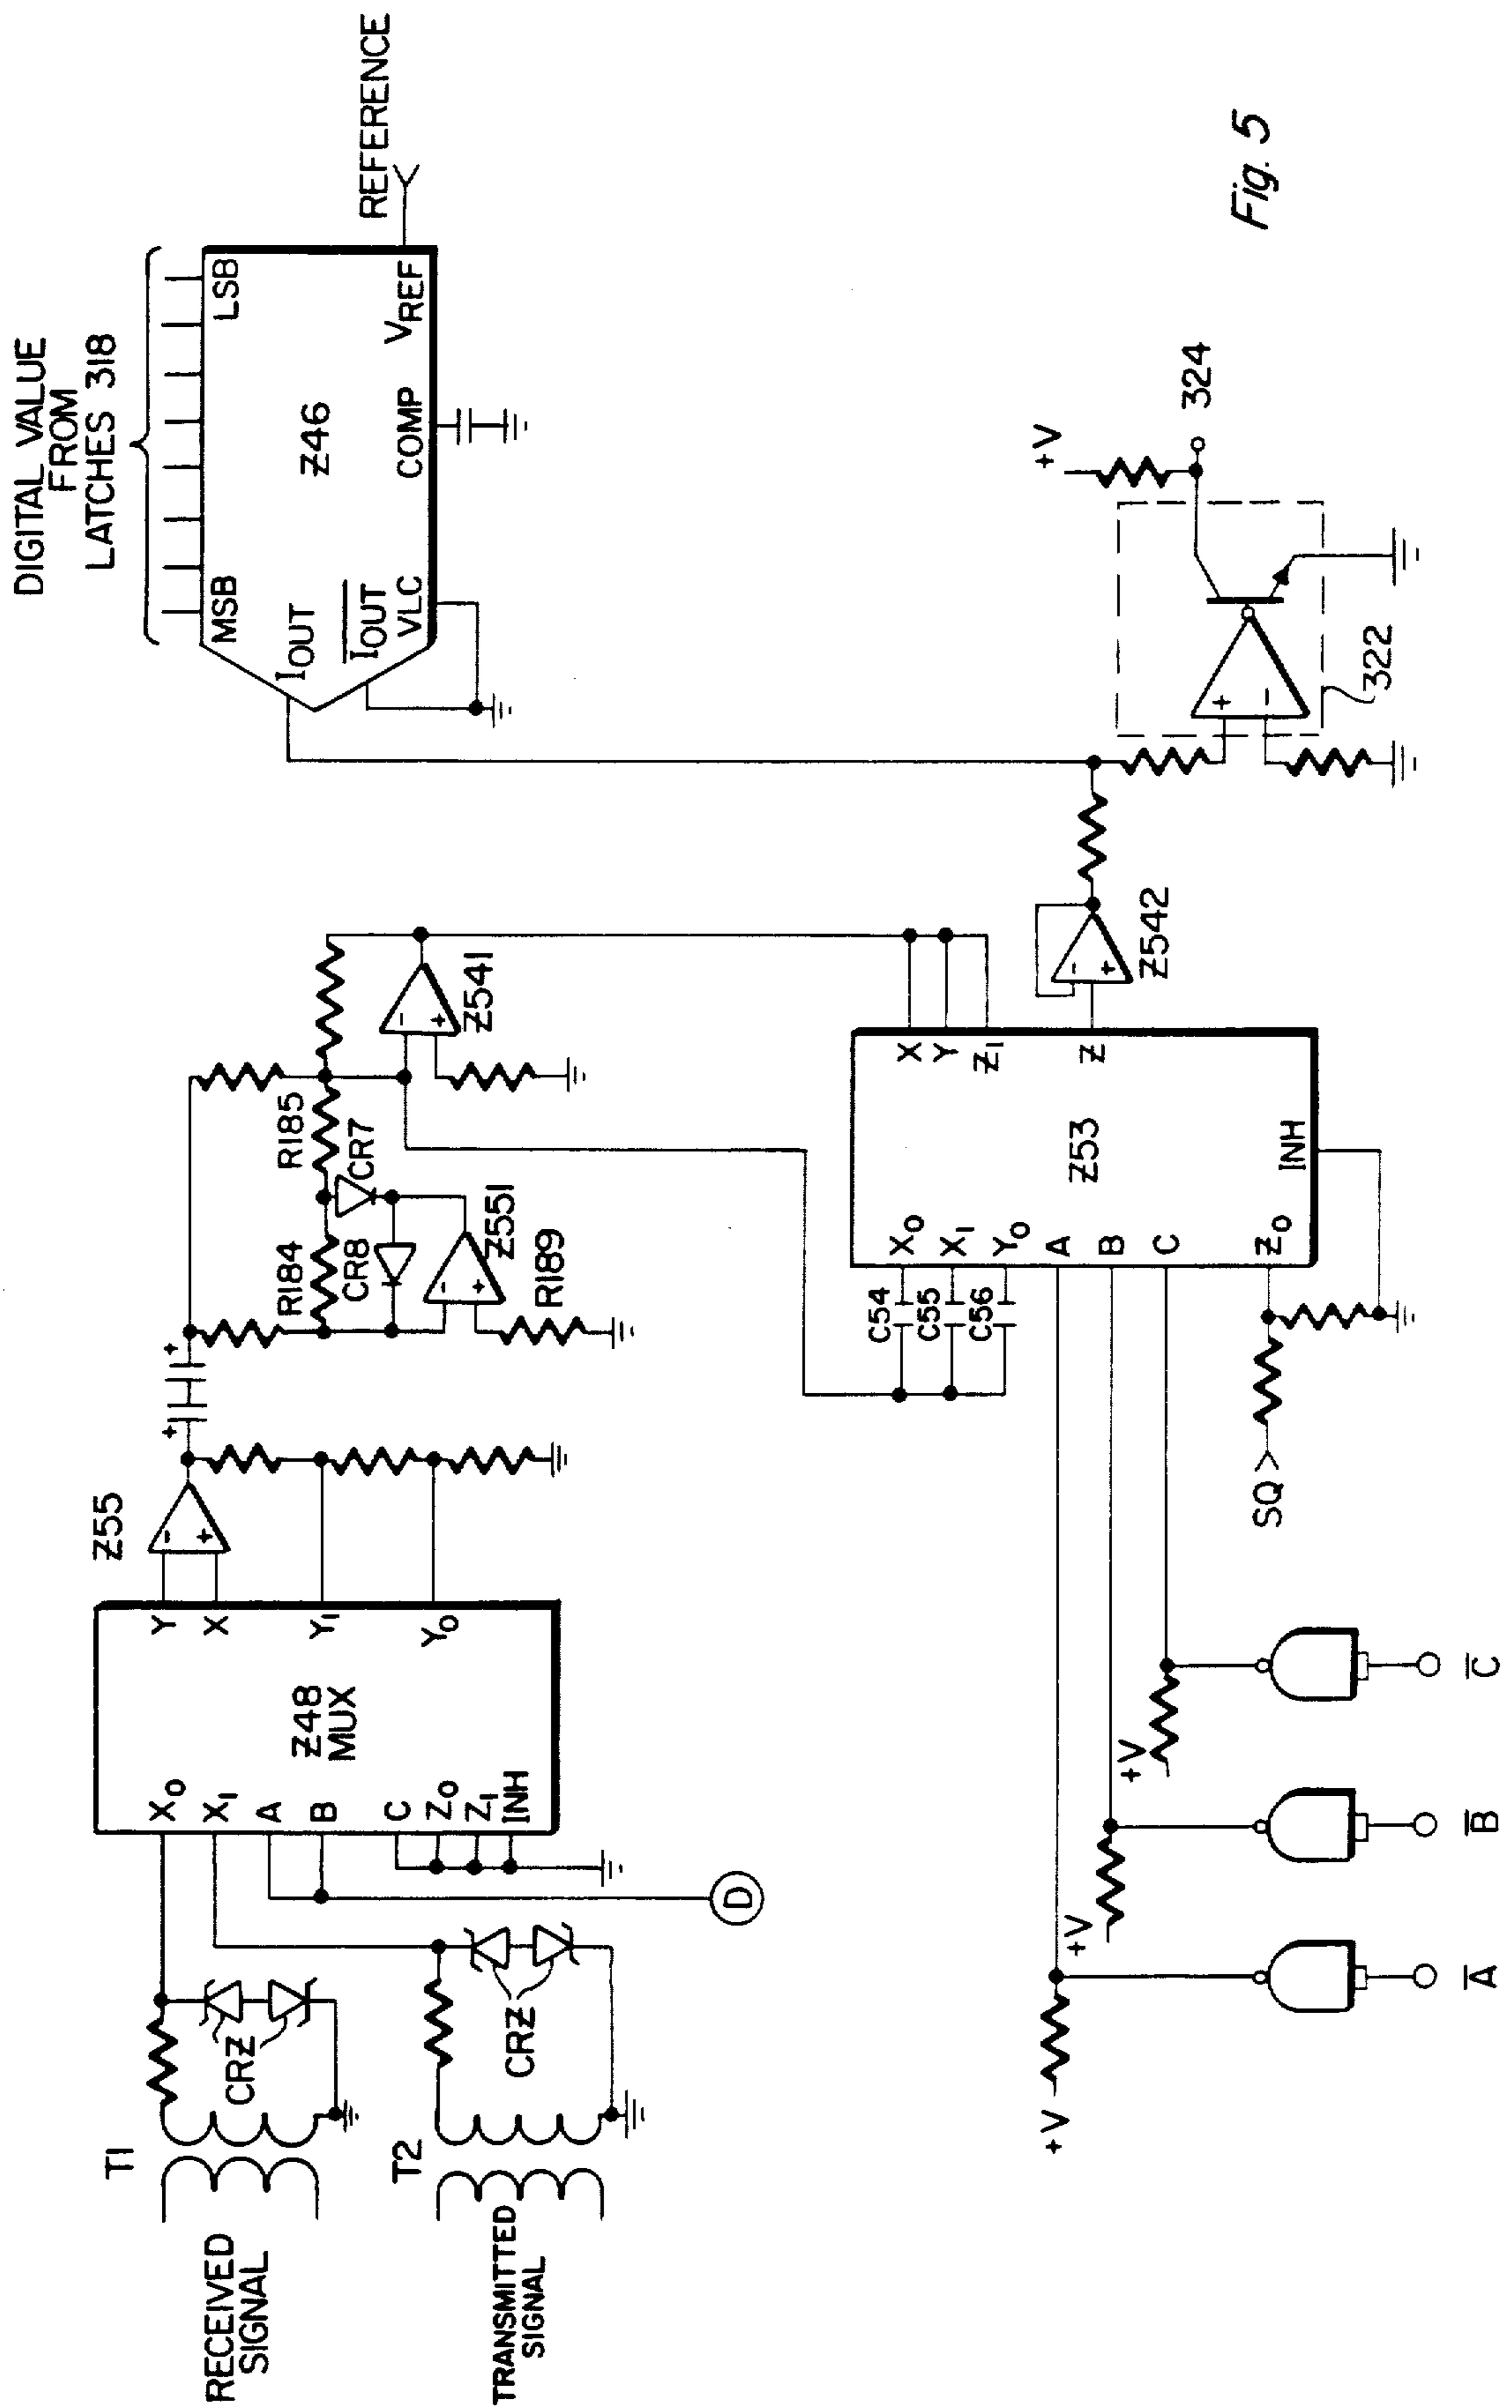 DIGITAL VALUE
FROM
LATCHES 318
MSB
LSB
I OUT
Z46
I OUT
VLC
COMP
VREF
REFERENCE
RECEIVED
SIGNAL
T1
CRZ
TRANSMITTED
SIGNAL
T2
CRZ
D
X0
X1
A
B
C
Z0
Z1
INH
Z48
MUX
Y
X
Y1
Y0
Z55
-
+
+
+
R184
R185
CR8
CR7
-
+
Z551
R189
-
+
Z541
C54
C55
C56
X0
X1
Y0
A
B
C
Z0
Z53
INH
X
Y
Z1
Z
-
+
Z542
SQ
+
-
322
+V
324
+V
+V
+V
A̅
B̅
C̅
Fig. 5